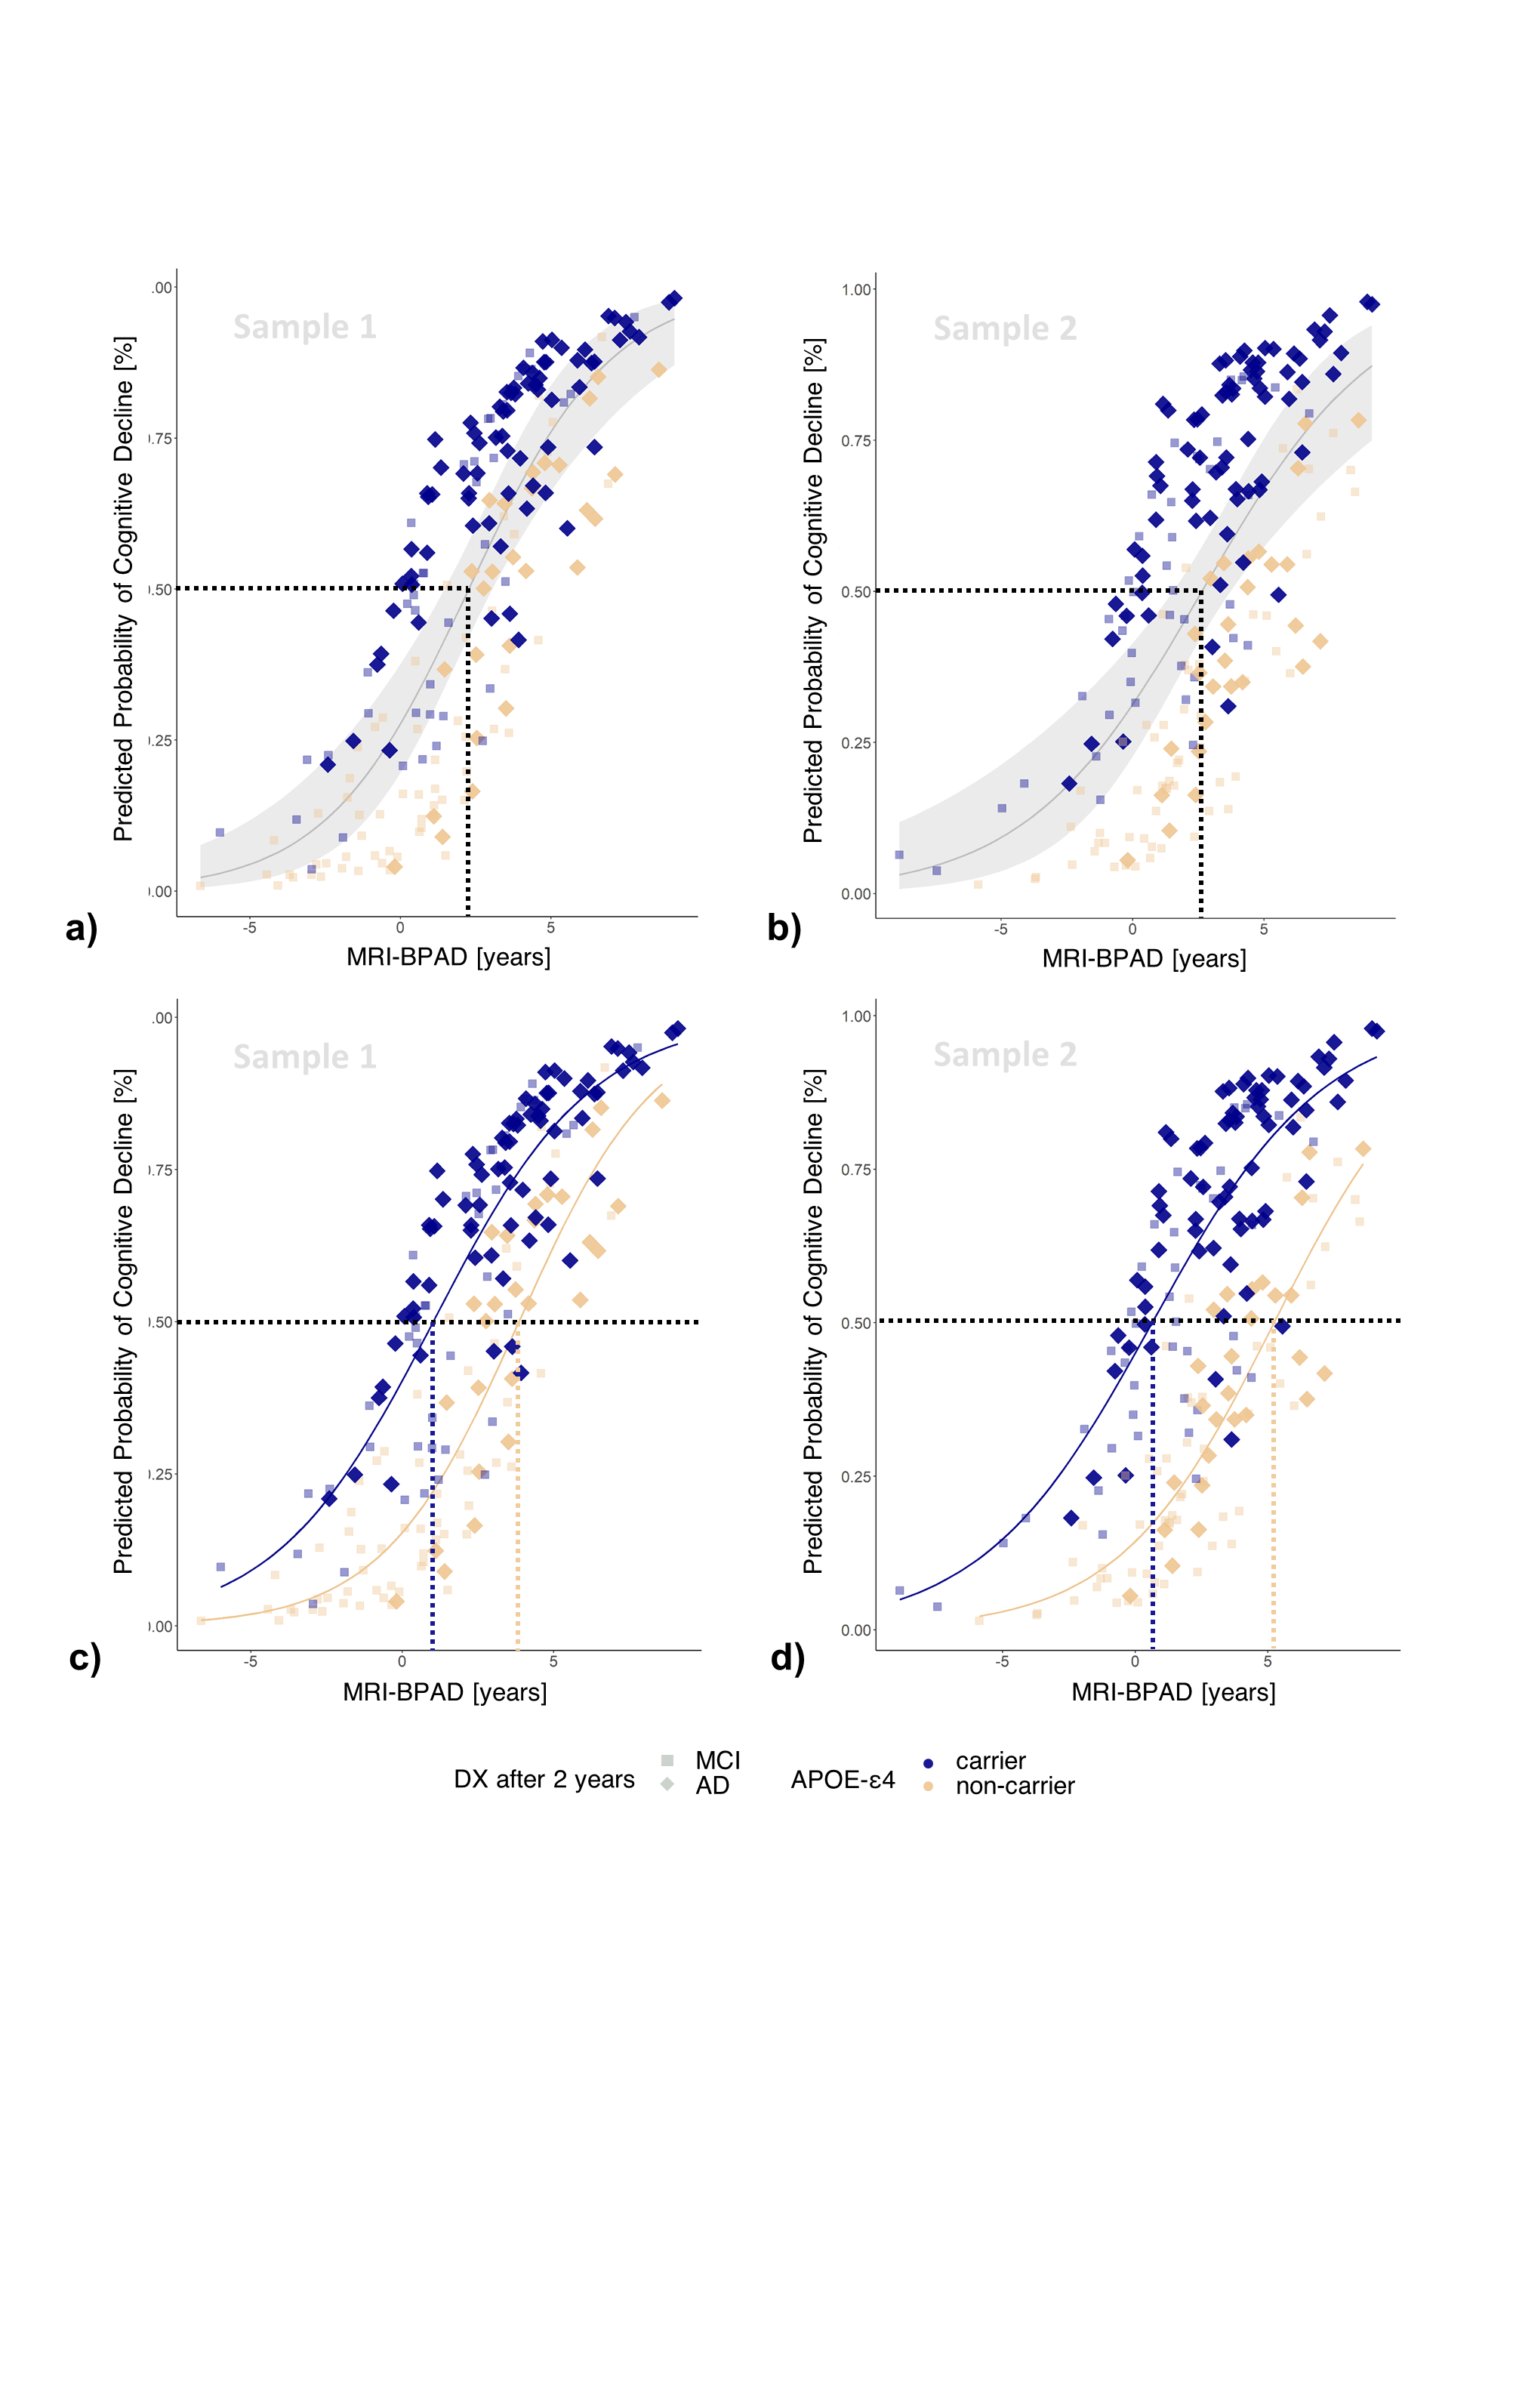 Sample 1
Predicted Probability of Cognitive Decline [%]
.00
.75
.50
.25
.00
-5 0 5
a)
MRI-BPAD [years]
Sample 2
Predicted Probability of Cognitive Decline [%]
1.00
0.75
0.50
0.25
0.00
-5 0 5
b)
MRI-BPAD [years]
Sample 1
Predicted Probability of Cognitive Decline [%]
.00
.75
.50
.25
.00
-5 0 5
c)
MRI-BPAD [years]
Sample 2
Predicted Probability of Cognitive Decline [%]
1.00
0.75
0.50
0.25
0.00
-5 0 5
d)
MRI-BPAD [years]
DX after 2 years
MCI
AD
APOE-ε4
carrier
non-carrier